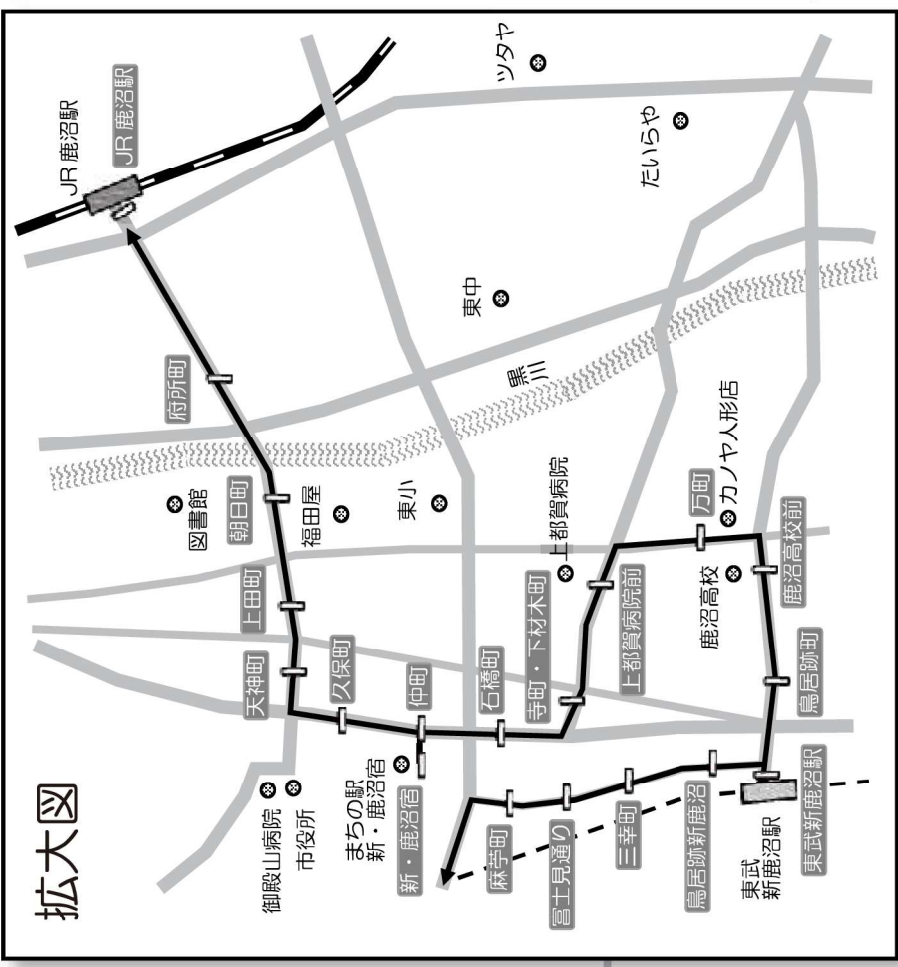 拡大図
JR 鹿沼駅
JR 鹿沼駅
ツタヤ
たいらや
東中
黒川
府所町
図書館
朝日町
福田屋
東小
上田町
天神町
久保町
仲町
石橋町
寺町・下材木町
上都賀病院
上都賀病院前
万町
カノヤ人形店
鹿沼高校
鹿沼高校前
鳥居跡町
御殿山病院
市役所
まちの駅
新・鹿沼宿
新・鹿沼宿
麻苧町
富士見通り
三幸町
鳥居跡新鹿沼
東武
新鹿沼駅
東武新鹿沼駅